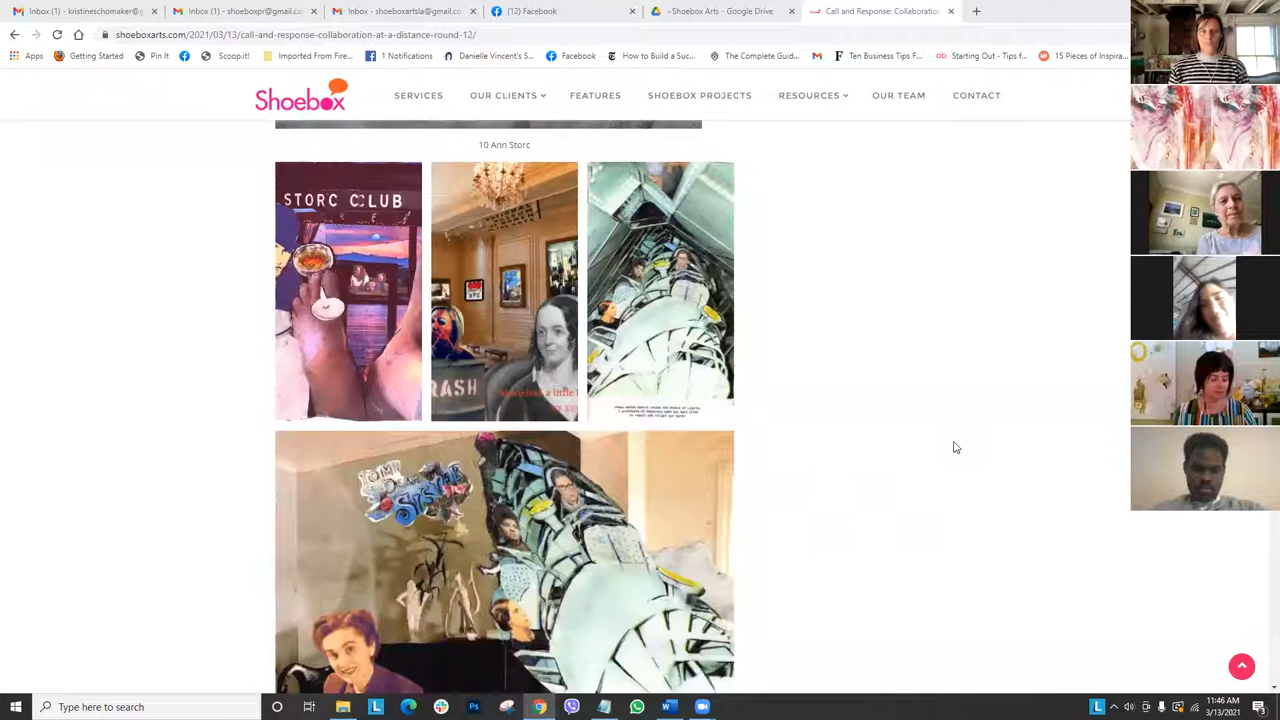 Inbox (1) - kristineschomaker@g
Inbox (1) - shoeboxpr@gmail.co
Inbox (1) - shoeboxartsla@gmail.co
(12) Facebook
--Shoebox Arts - Google Drive
Call and Response: Collaboratio
shoeboxarts.com/2021/03/13/call-and-response-collaboration-at-a-distance-round-12/
Apps
Getting Started
Pin It
Scoop.it!
Imported From Fire...
1 Notification...
Danielle Vincent's S...
Facebook
How to Build a Suc...
The Complete Guid...
Ten Business Tips F...
Starting Out - Tips f...
15 Pieces of Inspira...
Shoebox
SERVICES
OUR CLIENTS
FEATURES
SHOEBOX PROJECTS
RESOURCES
OUR TEAM
CONTACT
10 Ann Storc
STORC CLUB
RASH
a little
SISTER
Type here to search
11:46 AM
3/13/2021